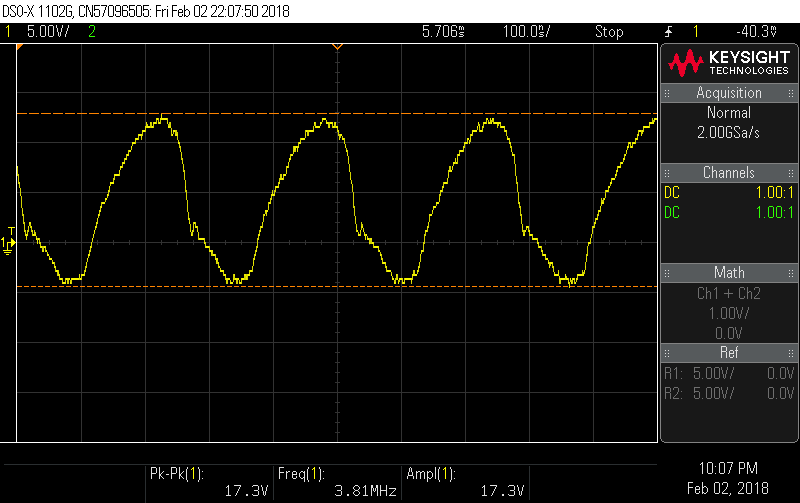 DSO-X 1102G, CN57096505: Fri Feb 02 22:07:50 2018
1 5.00V/ 2 5.706s 100.0s/ Stop 1 -40.3V
KEYSIGHT
TECHNOLOGIES
Acquisition
Normal
2.00GSa/s
Channels
DC 1.00:1
DC 1.00:1
T
1
Math
Ch1 + Ch2
1.00V/
0.0V
Ref
R1: 5.00V/ 0.0V
R2: 5.00V/ 0.0V
Pk-Pk(1): Freq(1): Ampl(1):
17.3V 3.81MHz 17.3V
10:07 PM
Feb 02, 2018